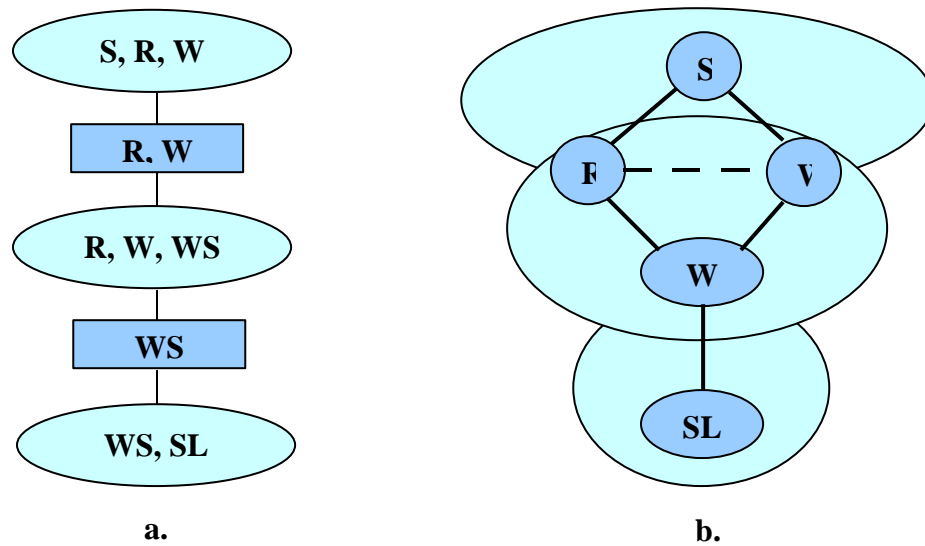 S, R, W
R, W
R, W, WS
WS
WS, SL
a.
S
R
W
SL
b.